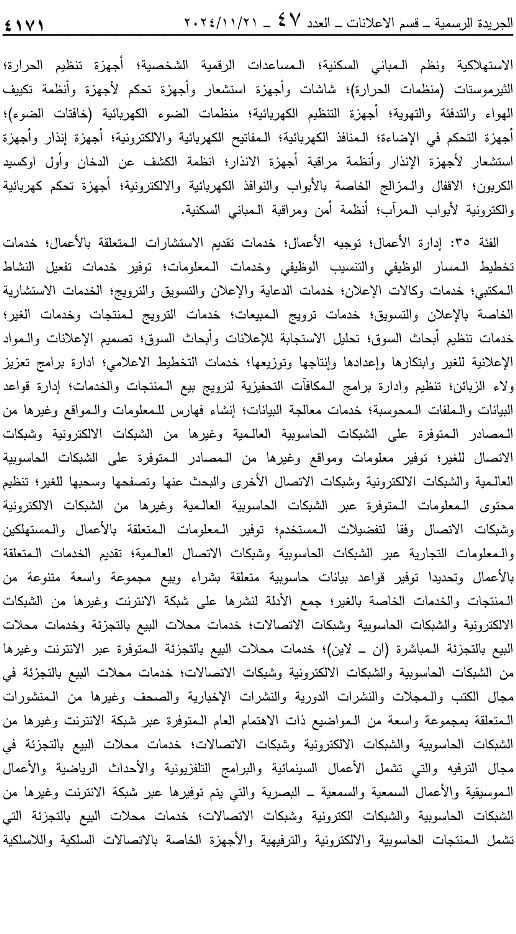 الجريدة الرسمية ــ قسم الاعلانات ــ العدد ٤٧ ــ ٢٠٢٤/١١/٢١
٤١٧١
الاستهلاكية ونظم المباني السكنية؛ المساعدات الرقمية الشخصية؛ أجهزة تنظيم الحرارة؛
الثيرموستات (منظمات الحرارة)؛ شاشات وأجهزة استشعار وأجهزة تحكم لأجهزة وأنظمة تكييف
الهواء والتدفئة والتهوية؛ أجهزة التنظيم الكهربائية؛ منظمات الضوء الكهربائية (خافتات الضوء)؛
أجهزة التحكم في الإضاءة؛ المنافذ الكهربائية؛ المفاتيح الكهربائية والالكترونية؛ أجهزة إنذار وأجهزة
استشعار لأجهزة الإنذار وأنظمة مراقبة أجهزة الانذار؛ انظمة الكشف عن الدخان وأول اوكسيد
الكربون؛ الاقفال والمزالج الخاصة بالأبواب والنوافذ الكهربائية والالكترونية؛ أجهزة تحكم كهربائية
والكترونية لأبواب المرآب؛ أنظمة أمن ومراقبة المباني السكنية.
الفئة ٣٥: إدارة الأعمال؛ توجيه الأعمال؛ خدمات تقديم الاستشارات المتعلقة بالأعمال؛ خدمات
تخطيط المسار الوظيفي والتنسيب الوظيفي وخدمات المعلومات؛ توفير خدمات تفعيل النشاط
المكتبي؛ خدمات وكالات الإعلان؛ خدمات الدعاية والإعلان والتسويق والترويج؛ الخدمات الاستشارية
الخاصة بالإعلان والتسويق؛ خدمات ترويج المبيعات؛ خدمات الترويج لمنتجات وخدمات الغير؛
خدمات تنظيم أبحاث السوق؛ تحليل الاستجابة للإعلانات وأبحاث السوق؛ تصميم الإعلانات والمواد
الإعلانية للغير وابتكارها وإعدادها وإنتاجها وتوزيعها؛ خدمات التخطيط الاعلامي؛ ادارة برامج تعزيز
ولاء الزبائن؛ تنظيم وادارة برامج المكافآت التحفيزية لترويج بيع المنتجات والخدمات؛ إدارة قواعد
البيانات والملفات المحوسبة؛ خدمات معالجة البيانات؛ إنشاء فهارس للمعلومات والمواقع وغيرها من
المصادر المتوفرة على الشبكات الحاسوبية العالمية وغيرها من الشبكات الالكترونية وشبكات
الاتصال للغير؛ توفير معلومات ومواقع وغيرها من المصادر المتوفرة على الشبكات الحاسوبية
العالمية والشبكات الالكترونية وشبكات الاتصال الأخرى والبحث عنها وتصفحها وسحبها للغير؛ تنظيم
محتوى المعلومات المتوفرة عبر الشبكات الحاسوبية العالمية وغيرها من الشبكات الالكترونية
وشبكات الاتصال وفقا لتفضيلات المستخدم؛ توفير المعلومات المتعلقة بالأعمال والمستهلكين
والمعلومات التجارية عبر الشبكات الحاسوبية وشبكات الاتصال العالمية؛ تقديم الخدمات المتعلقة
بالأعمال وتحديدا توفير قواعد بيانات حاسوبية متعلقة بشراء وبيع مجموعة واسعة متنوعة من
المنتجات والخدمات الخاصة بالغير؛ جمع الأدلة لنشرها على شبكة الانترنت وغيرها من الشبكات
الالكترونية والشبكات الحاسوبية وشبكات الاتصالات؛ خدمات محلات البيع بالتجزئة وخدمات محلات
البيع بالتجزئة المباشرة (ان ــ لاين)؛ خدمات محلات البيع بالتجزئة المتوفرة عبر الانترنت وغيرها
من الشبكات الحاسوبية والشبكات الالكترونية وشبكات الاتصالات؛ خدمات محلات البيع بالتجزئة في
مجال الكتب والمجلات والنشرات الدورية والنشرات الإخبارية والصحف وغيرها من المنشورات
المتعلقة بمجموعة واسعة من المواضيع ذات الاهتمام العام المتوفرة عبر شبكة الانترنت وغيرها من
الشبكات الحاسوبية والشبكات الالكترونية وشبكات الاتصالات؛ خدمات محلات البيع بالتجزئة في
مجال الترفيه والتي تشمل الأعمال السينمائية والبرامج التلفزيونية والأحداث الرياضية والأعمال
الموسيقية والأعمال السمعية والسمعية ــ البصرية والتي يتم توفيرها عبر شبكة الانترنت وغيرها من
الشبكات الحاسوبية والشبكات الكترونية وشبكات الاتصالات؛ خدمات محلات البيع بالتجزئة التي
تشمل المنتجات الحاسوبية والالكترونية والترفيهية والأجهزة الخاصة بالاتصالات السلكية واللاسلكية